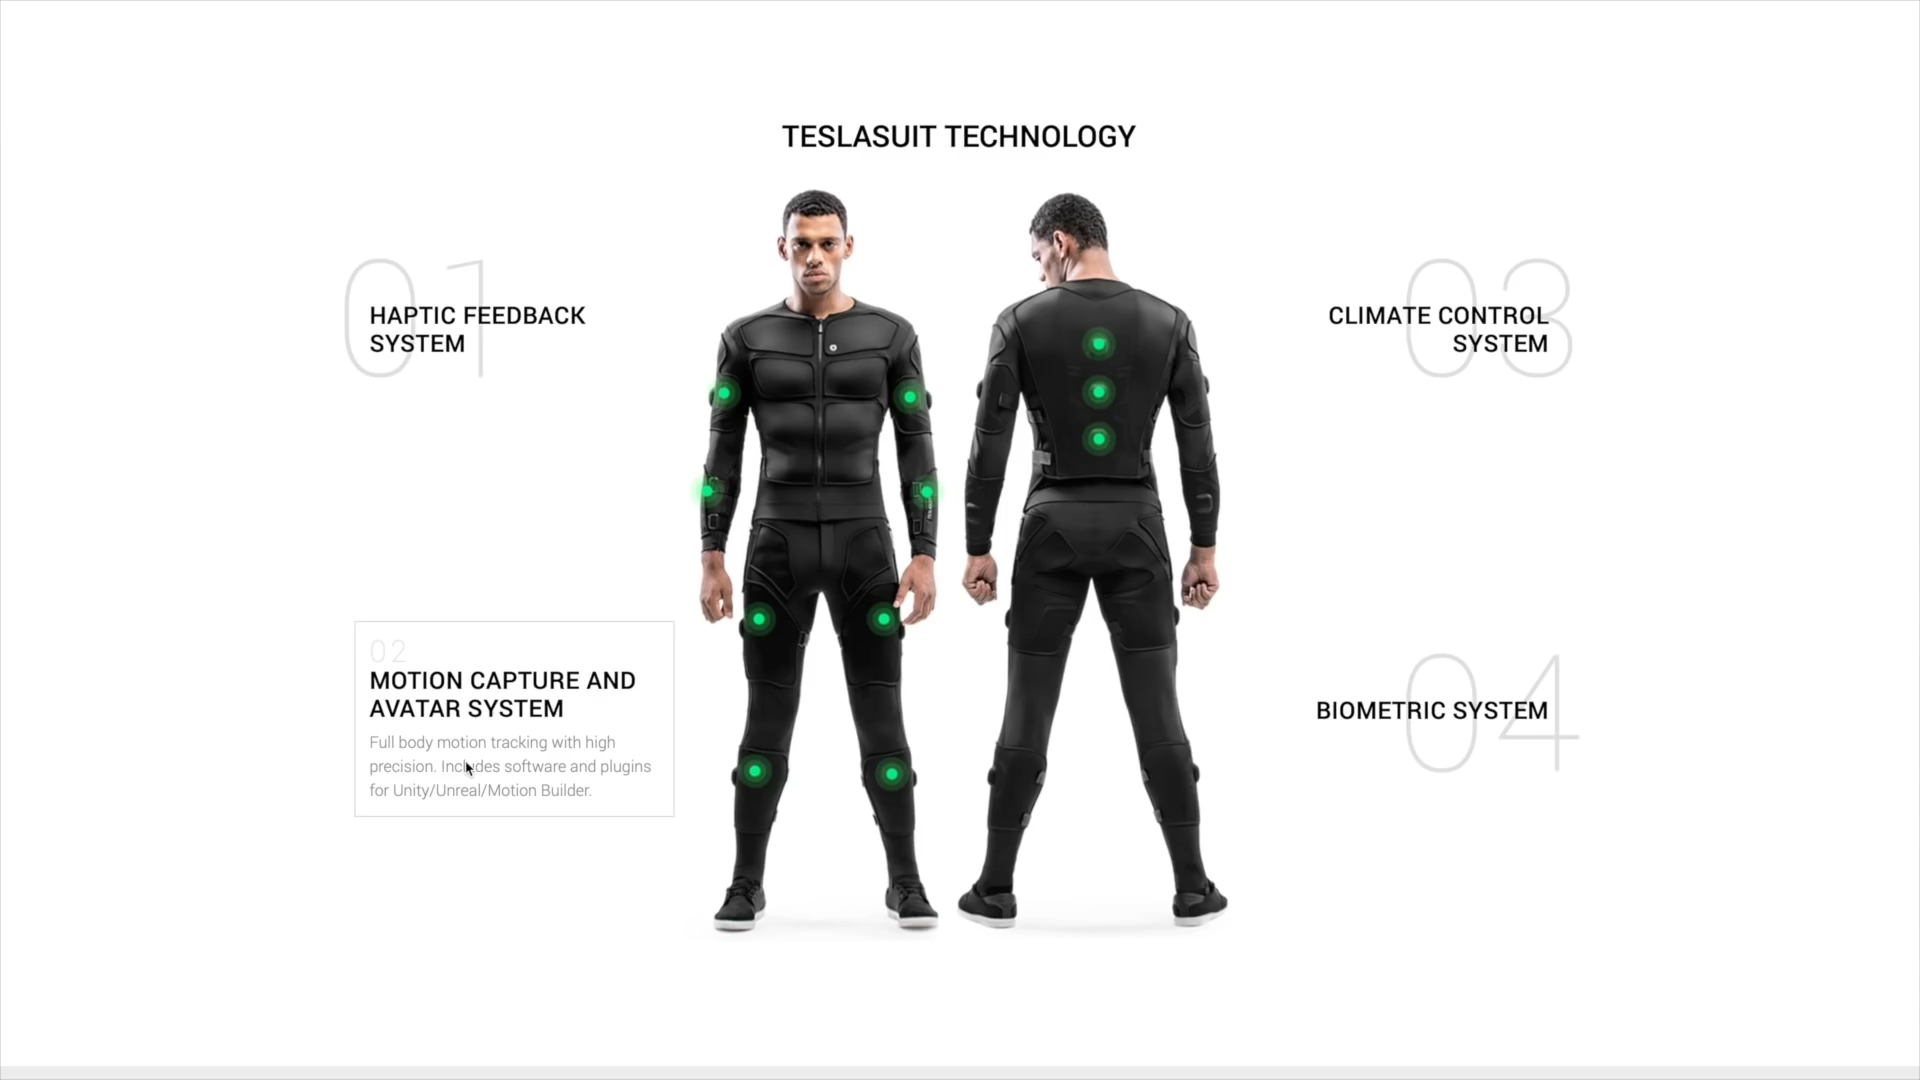 TESLASUIT TECHNOLOGY
01
HAPTIC FEEDBACK
SYSTEM
02
MOTION CAPTURE AND
AVATAR SYSTEM
Full body motion tracking with high
precision. Includes software and plugins
for Unity/Unreal/Motion Builder.
03
CLIMATE CONTROL
SYSTEM
04
BIOMETRIC SYSTEM